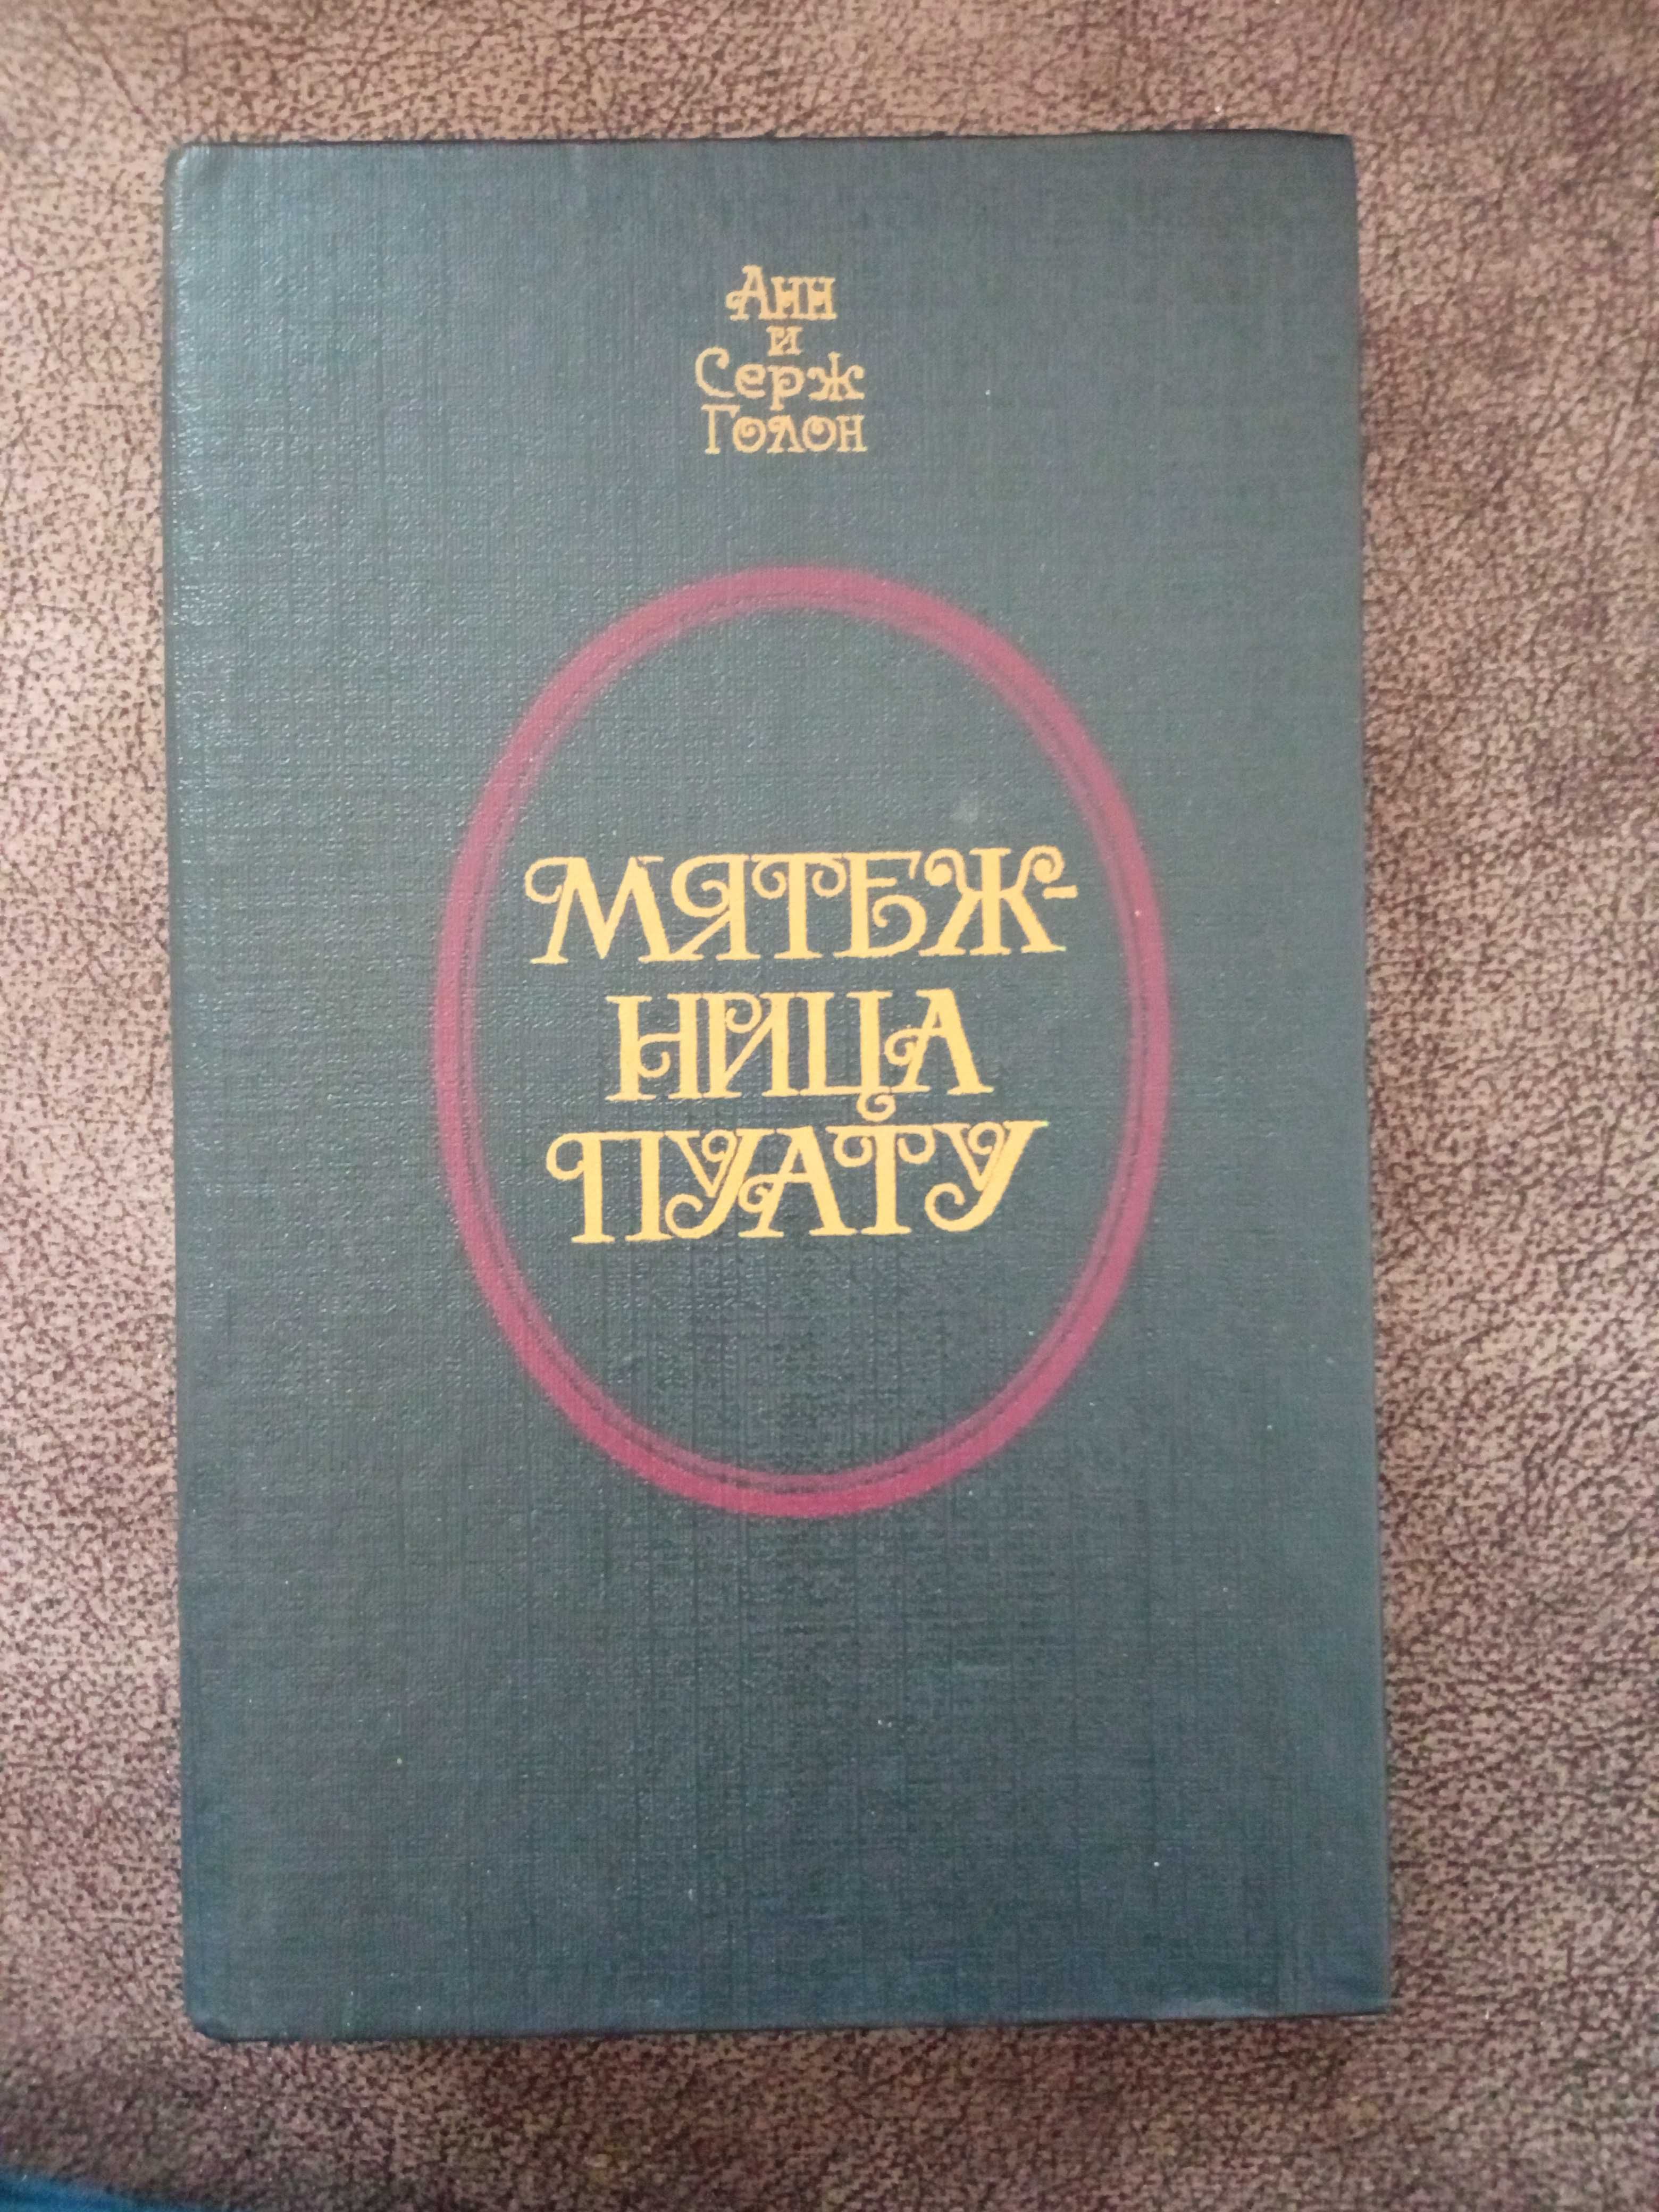 Анн
и
Серж
Голон
МЯТЕЖ-
НИЦА
ПУАТУ